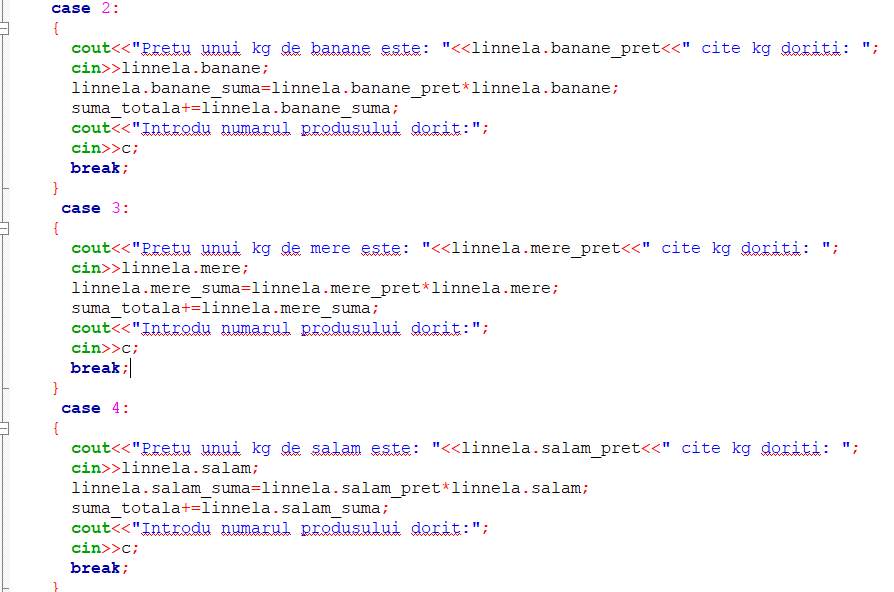 case 2:
{
cout<<"Pretu unui kg de banane este: "<<linnela.banane_pret<<" cite kg doriti: ";
cin>>linnela.banane;
linnela.banane_suma=linnela.banane_pret*linnela.banane;
suma_totala+=linnela.banane_suma;
cout<<"Introdu numarul produsului dorit:";
cin>>c;
break;
}
case 3:
{
cout<<"Pretu unui kg de mere este: "<<linnela.mere_pret<<" cite kg doriti: ";
cin>>linnela.mere;
linnela.mere_suma=linnela.mere_pret*linnela.mere;
suma_totala+=linnela.mere_suma;
cout<<"Introdu numarul produsului dorit:";
cin>>c;
break;
}
case 4:
{
cout<<"Pretu unui kg de salam este: "<<linnela.salam_pret<<" cite kg doriti: ";
cin>>linnela.salam;
linnela.salam_suma=linnela.salam_pret*linnela.salam;
suma_totala+=linnela.salam_suma;
cout<<"Introdu numarul produsului dorit:";
cin>>c;
break;
}